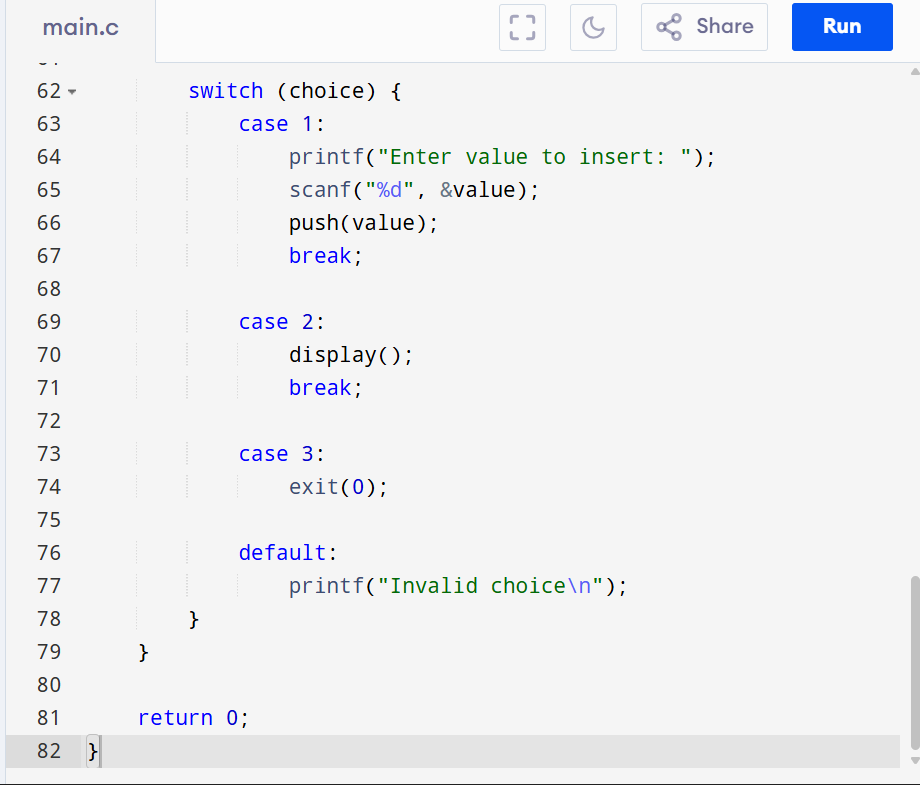 main.c
Share
Run
62 switch (choice) {
63 case 1:
64 printf("Enter value to insert: ");
65 scanf("%d", &value);
66 push(value);
67 break;
68
69 case 2:
70 display();
71 break;
72
73 case 3:
74 exit(0);
75
76 default:
77 printf("Invalid choice\n");
78 }
79 }
80
81 return 0;
82 }